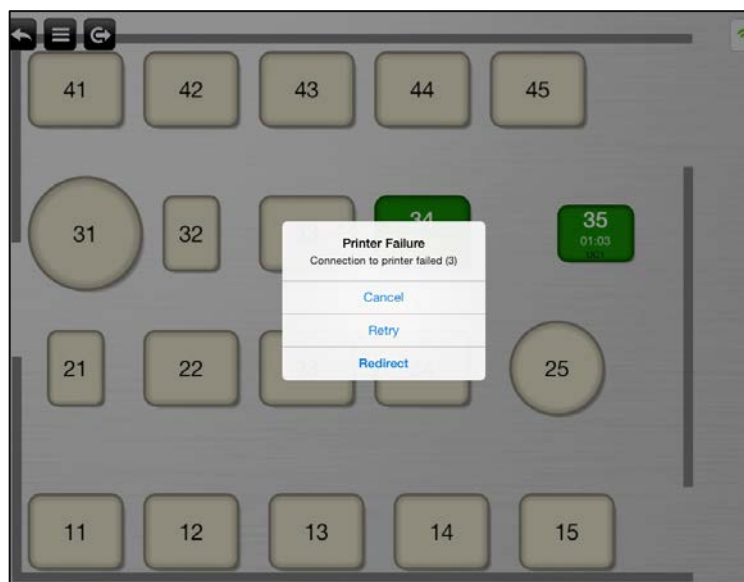 41 42 43 44 45
31 32 34 35
01:03
Printer Failure
Connection to printer failed (3)
Cancel
Retry
Redirect
21 22 25
11 12 13 14 15